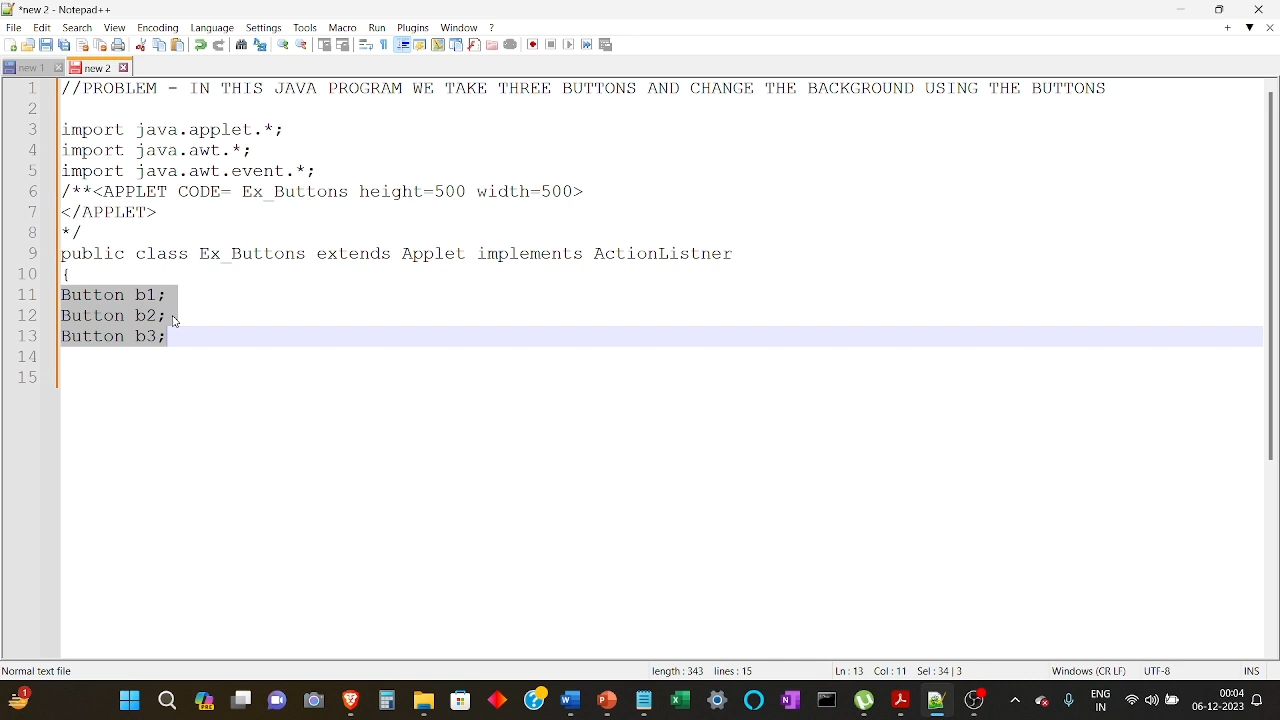 *new 2 - Notepad++
File Edit Search View Encoding Language Settings Tools Macro Run Plugins Window ?
new 1 new 2
1 //PROBLEM - IN THIS JAVA PROGRAM WE TAKE THREE BUTTONS AND CHANGE THE BACKGROUND USING THE BUTTONS
2
3 import java.applet.*;
4 import java.awt.*;
5 import java.awt.event.*;
6 /**<APPLET CODE= Ex_Buttons height=500 width=500>
7 </APPLET>
8 */
9 public class Ex_Buttons extends Applet implements ActionListner
10 {
11 Button b1;
12 Button b2;
13 Button b3;
14
15
Normal text file length : 343 lines : 15 Ln : 13 Col : 11 Sel : 34 | 3 Windows (CR LF) UTF-8 INS
1 ENG 00:04
IN 06-12-2023